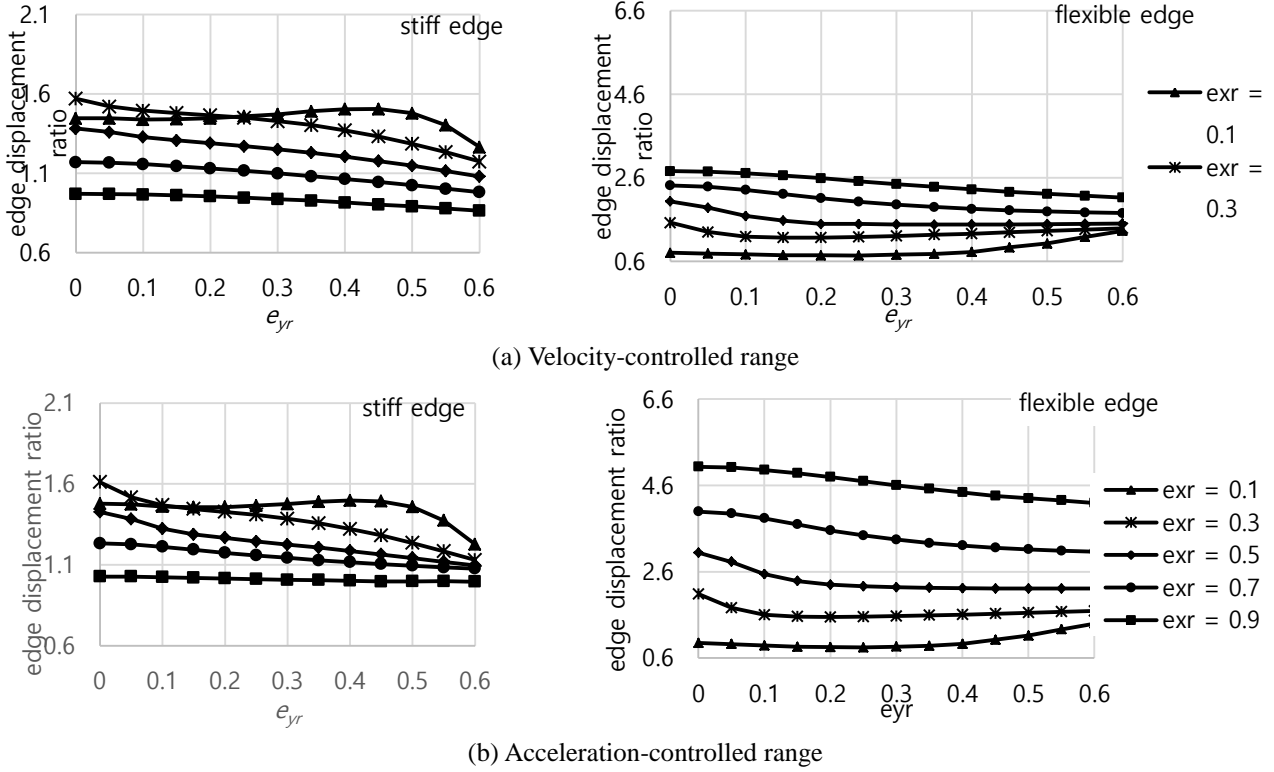 2.1
1.6
1.1
0.6
edge displacement
ratio
stiff edge
0 0.1 0.2 0.3 0.4 0.5 0.6
eyr
6.6
4.6
2.6
0.6
edge displacement
ratio
flexible edge
0 0.1 0.2 0.3 0.4 0.5 0.6
eyr
exr =
0.1
exr =
0.3
(a) Velocity-controlled range
2.1
1.6
1.1
0.6
edge displacement ratio
stiff edge
0 0.1 0.2 0.3 0.4 0.5 0.6
eyr
6.6
4.6
2.6
0.6
edge displacement ratio
flexible edge
0 0.1 0.2 0.3 0.4 0.5 0.6
eyr
exr = 0.1
exr = 0.3
exr = 0.5
exr = 0.7
exr = 0.9
(b) Acceleration-controlled range